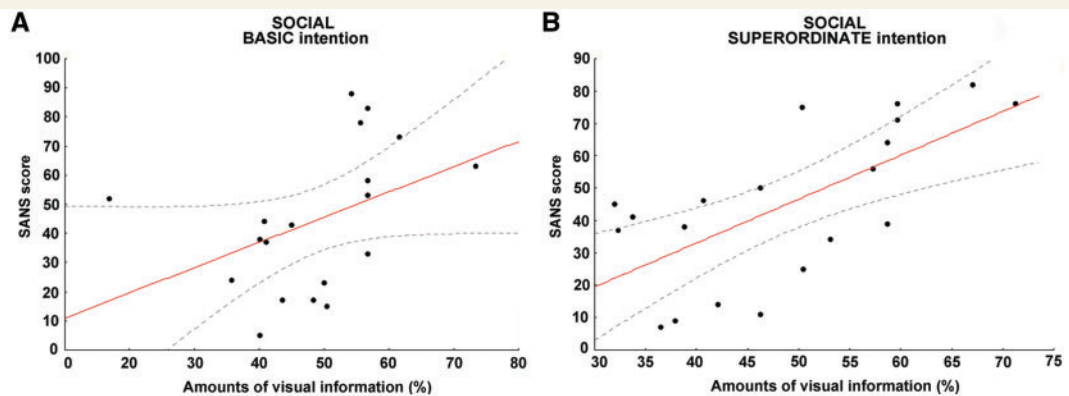 A
SOCIAL
BASIC intention
100
90
80
70
60
50
40
30
20
10
0
SANS score
0 20 30 40 50 60 70 80
Amounts of visual information (%)
B
SOCIAL
SUPERORDINATE intention
90
80
70
60
50
40
30
20
10
0
SANS score
30 35 40 45 50 55 60 65 70 75
Amounts of visual information (%)